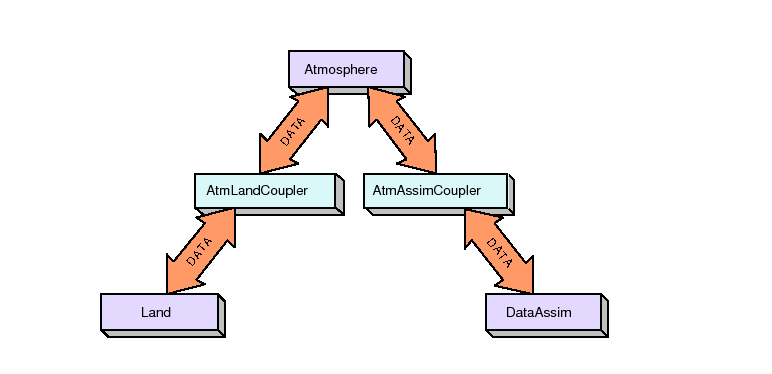 Atmosphere
DATA
DATA
AtmLandCoupler
AtmAssimCoupler
DATA
DATA
Land
DataAssim